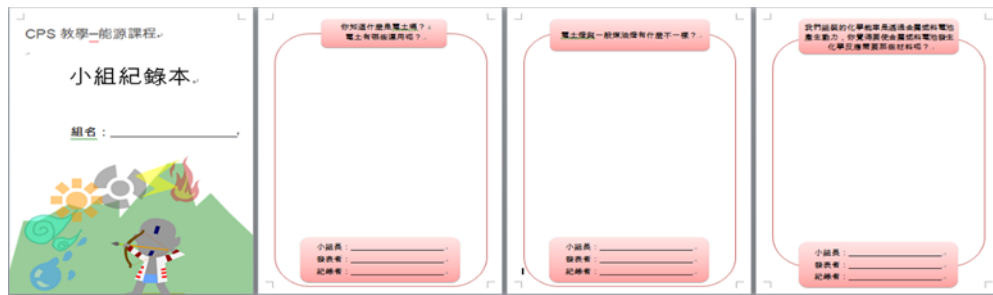 CPS 教學─能源課程
小組紀錄本
組名：
你知道什麼是電土嗎？
電土有哪些運用呢？
小組長：
發表者：
紀錄者：
電土燈與一般煤油燈有什麼不一樣？
小組長：
發表者：
紀錄者：
我們組裝的化學能車是透過金屬燃料電池
產生動力，你覺得要使金屬燃料電池發生
化學反應需要那些材料呢？
小組長：
發表者：
紀錄者：